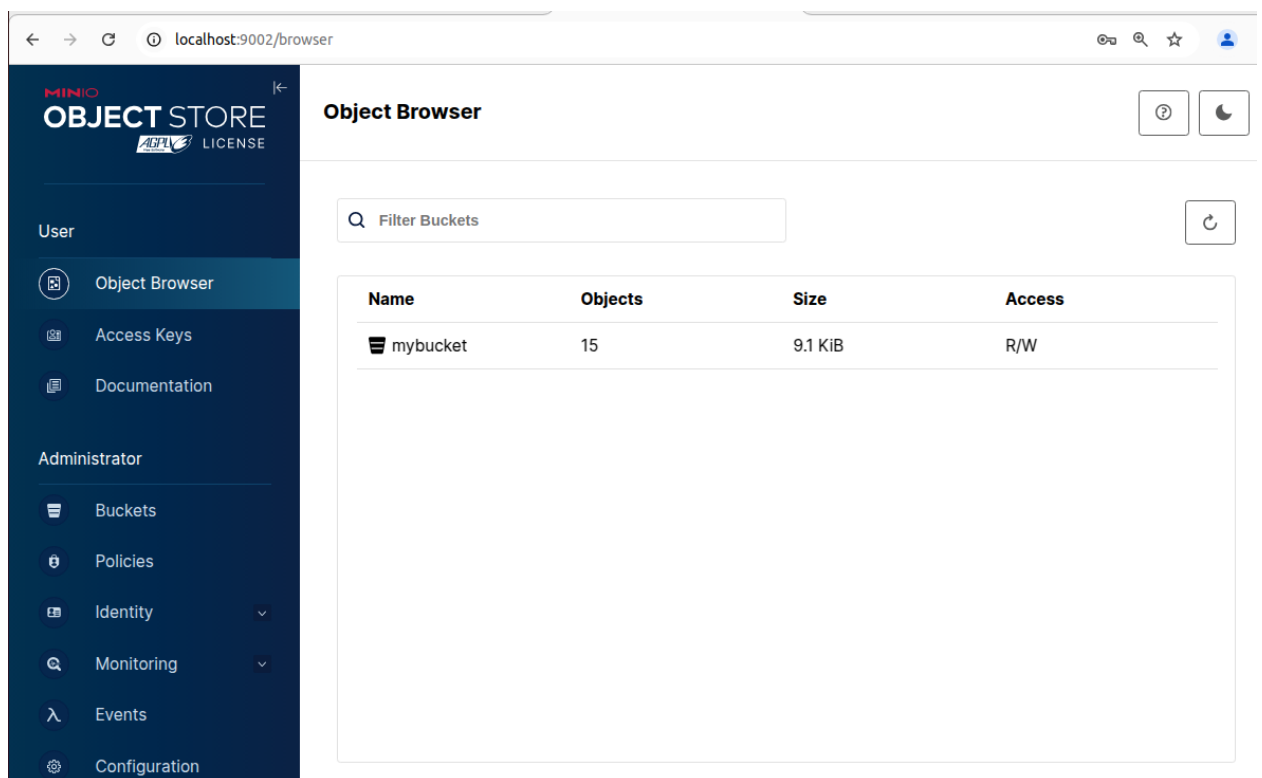 localhost:9002/browser
MINIO
OBJECT STORE
AGPLv3 LICENSE
Object Browser
User
Filter Buckets
Object Browser
Access Keys
Documentation
Name Objects Size Access
mybucket 15 9.1 KiB R/W
Administrator
Buckets
Policies
Identity
Monitoring
λ Events
Configuration